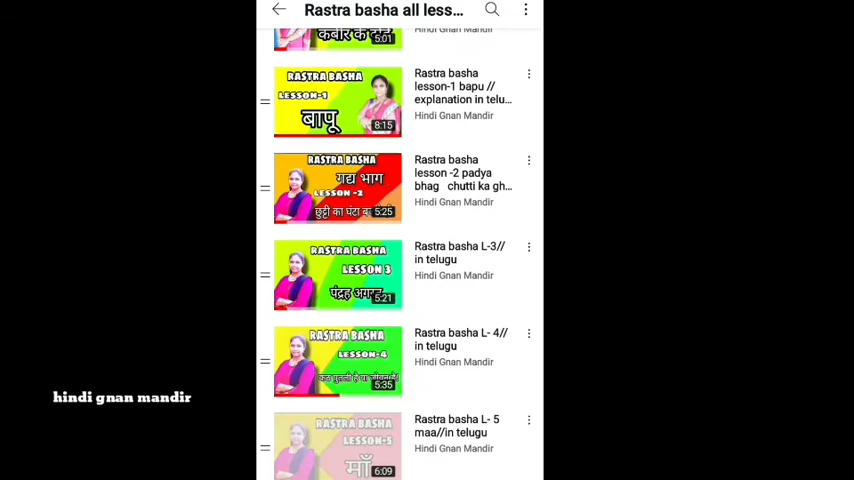 Rastra basha all less...
कबीर के दोहे
5:01
Hindi Gnan Mandir
RASTRA BASHA
LESSON-1
बापू
8:15
Rastra basha
lesson-1 bapu //
explanation in telu...
Hindi Gnan Mandir
RASTRA BASHA
गद्य भाग
LESSON -2
छुट्टी का घंटा
5:25
Rastra basha
lesson -2 padya
bhag chutti ka gh...
Hindi Gnan Mandir
RASTRA BASHA
LESSON 3
पंद्रह अगस्त
5:21
Rastra basha L-3//
in telugu
Hindi Gnan Mandir
RASTRA BASHA
LESSON-4
5:35
Rastra basha L- 4//
in telugu
Hindi Gnan Mandir
hindi gnan mandir
RASTRA BASHA
LESSON-5
माँ
6:09
Rastra basha L- 5
maa//in telugu
Hindi Gnan Mandir